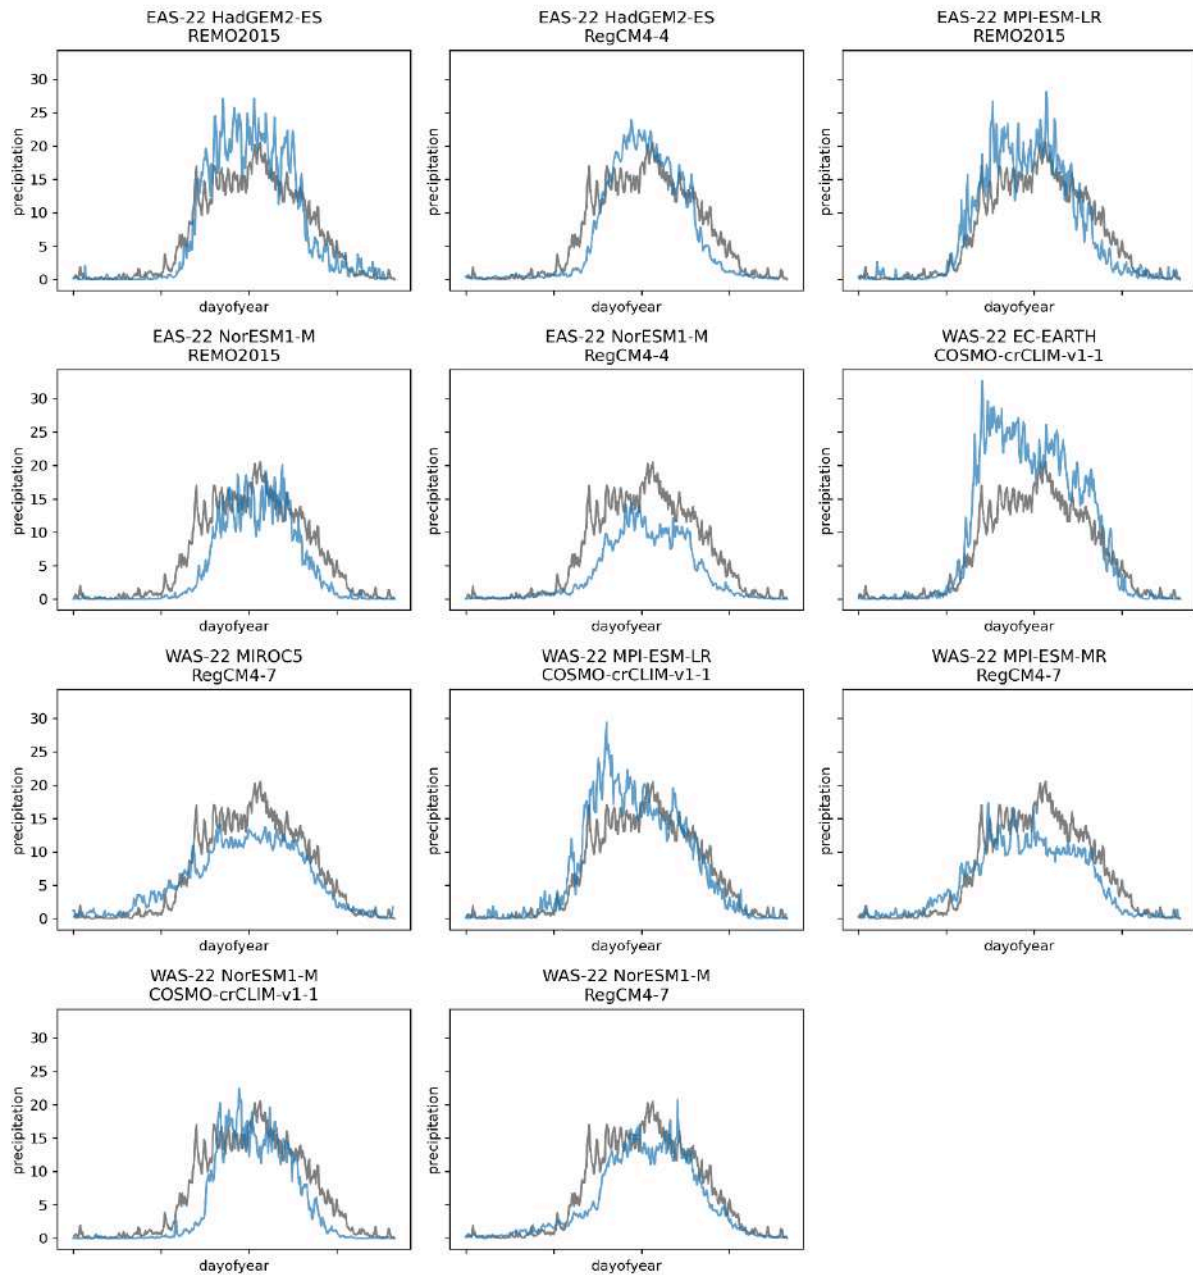 EAS-22 HadGEM2-ES
REMO2015
EAS-22 HadGEM2-ES
RegCM4-4
EAS-22 MPI-ESM-LR
REMO2015
30
25
20
15
10
5
0
precipitation
precipitation
precipitation
dayofyear
dayofyear
dayofyear
EAS-22 NorESM1-M
REMO2015
EAS-22 NorESM1-M
RegCM4-4
WAS-22 EC-EARTH
COSMO-crCLIM-v1-1
30
25
20
15
10
5
0
precipitation
precipitation
precipitation
dayofyear
dayofyear
dayofyear
WAS-22 MIROC5
RegCM4-7
WAS-22 MPI-ESM-LR
COSMO-crCLIM-v1-1
WAS-22 MPI-ESM-MR
RegCM4-7
30
25
20
15
10
5
0
precipitation
precipitation
precipitation
dayofyear
dayofyear
dayofyear
WAS-22 NorESM1-M
COSMO-crCLIM-v1-1
WAS-22 NorESM1-M
RegCM4-7
30
25
20
15
10
5
0
precipitation
precipitation
dayofyear
dayofyear